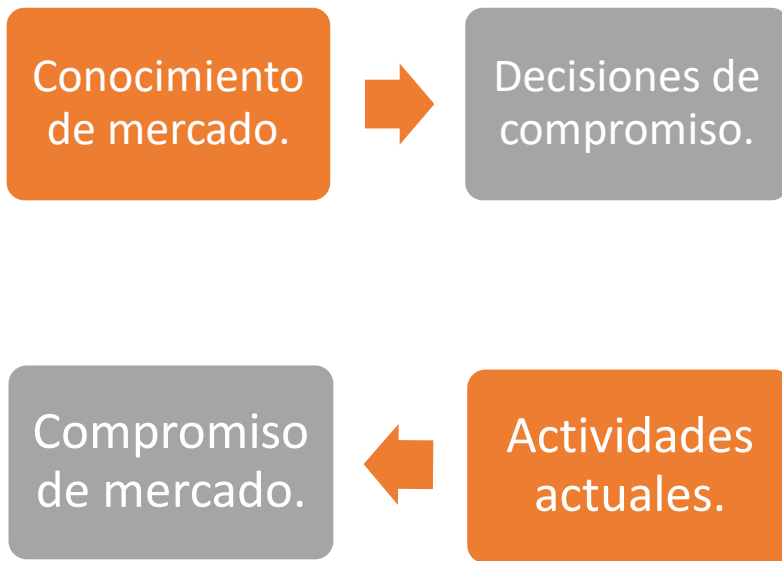 Conocimiento
de mercado.
Decisiones de
compromiso.
Compromiso
de mercado.
Actividades
actuales.